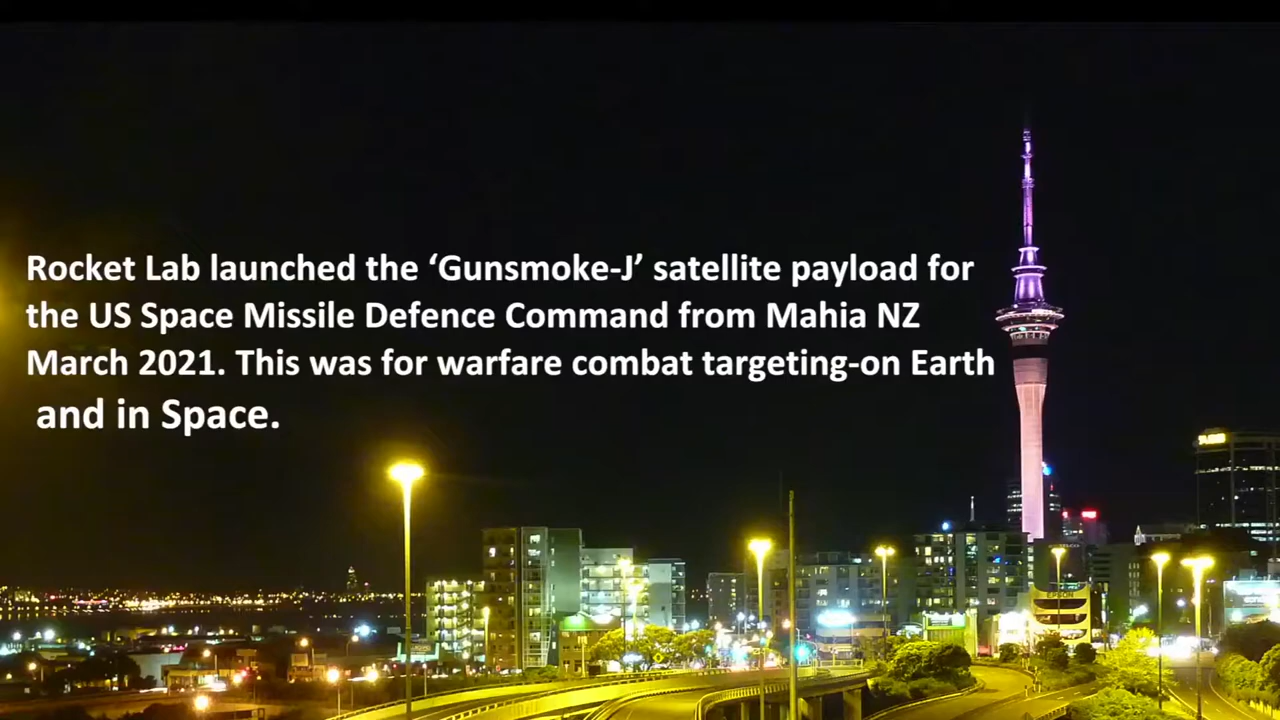 Rocket Lab launched the ‘Gunsmoke-J’ satellite payload for
the US Space Missile Defence Command from Mahia NZ
March 2021. This was for warfare combat targeting-on Earth
and in Space.
EPSON